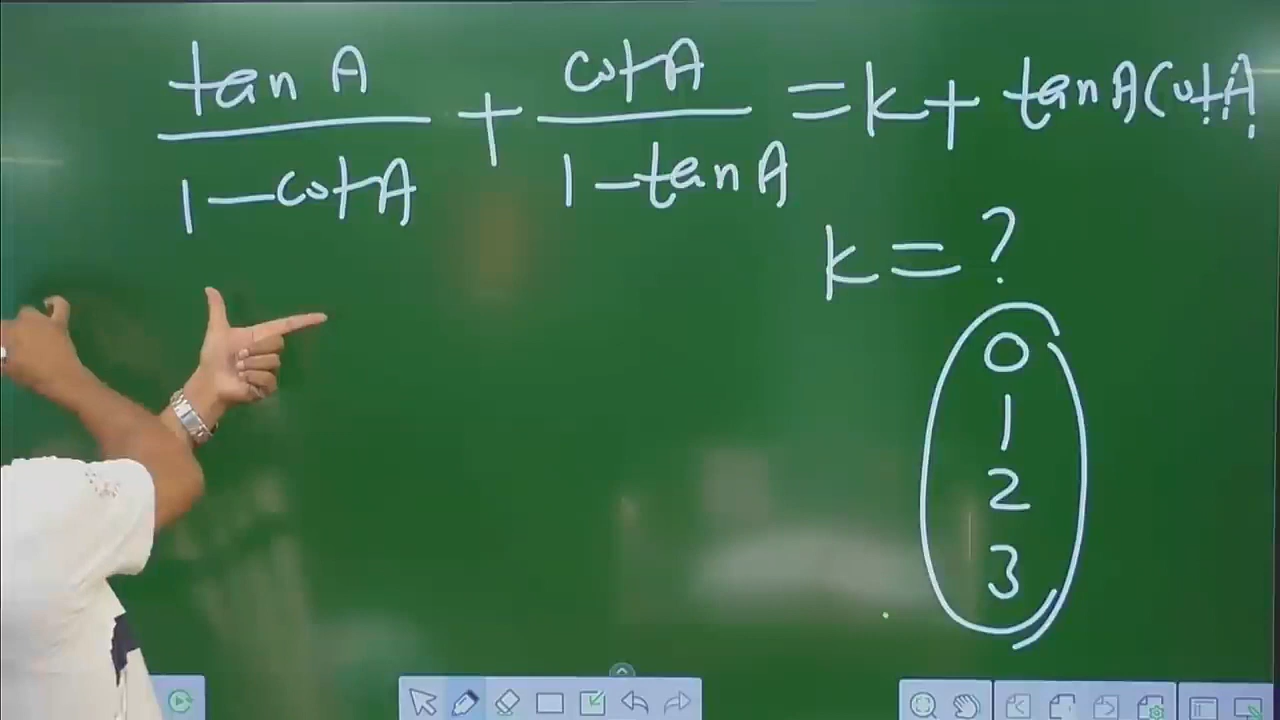 tan A / 1 - cot A + cot A / 1 - tan A = k + tan A cot A
k = ?
0
1
2
3